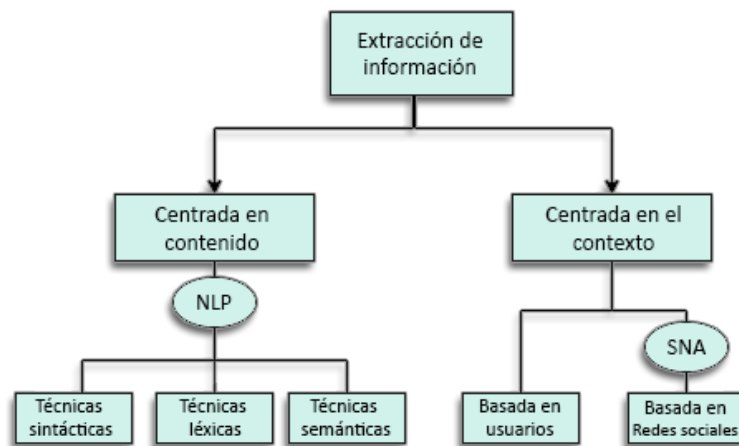 Extracción de
información
Centrada en
contenido
Centrada en el
contexto
NLP
SNA
Técnicas
sintácticas
Técnicas
léxicas
Técnicas
semánticas
Basada en
usuarios
Basada en
Redes sociales